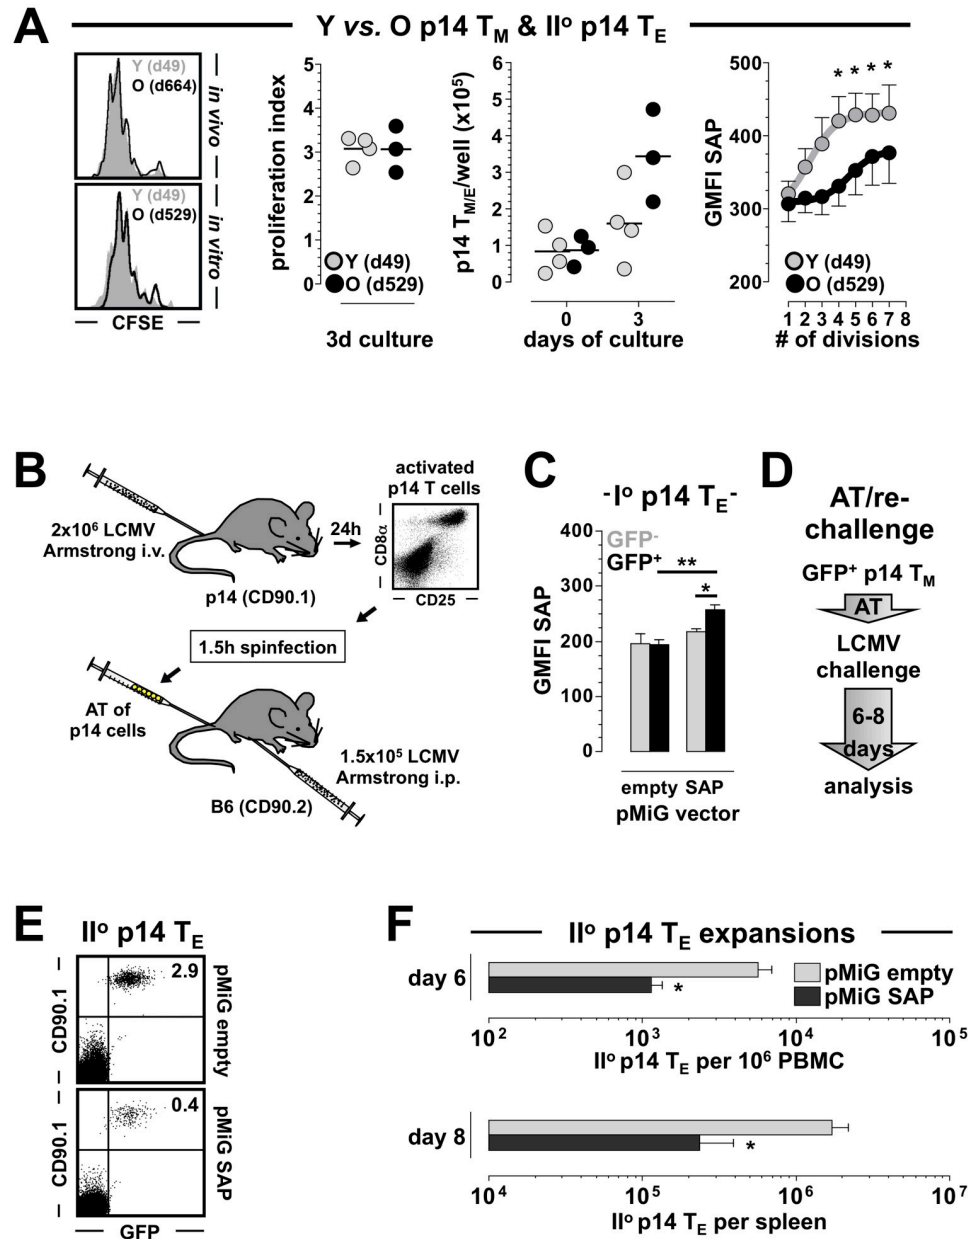 A
Y vs. O p14 TM & IIº p14 TE
Y (d49)
O (d664)
in vivo
Y (d49)
O (d529)
in vitro
CFSE
proliferation index
5
4
3
2
1
0
Y (d49)
O (d529)
3d culture
p14 TM/E/well (x10⁵)
6
5
4
3
2
1
0
0 3
days of culture
GMFI SAP
500
400
300
200
* * * *
Y (d49)
O (d529)
1 2 3 4 5 6 7 8
# of divisions
B
2x10⁶ LCMV
Armstrong i.v.
p14 (CD90.1)
24h
activated
p14 T cells
CD8α
CD25
1.5h spinfection
AT of
p14 cells
B6 (CD90.2)
1.5x10⁵ LCMV
Armstrong i.p.
C
-Iº p14 TE-
GMFI SAP
400
300
200
100
0
GFP⁻
GFP⁺
**
*
empty SAP
pMiG vector
D
AT/re-
challenge
GFP⁺ p14 TM
AT
LCMV
challenge
6-8
days
analysis
E
IIº p14 TE
CD90.1
2.9
pMiG empty
CD90.1
0.4
pMiG SAP
GFP
F
IIº p14 TE expansions
day 6
pMiG empty
pMiG SAP
*
10² 10³ 10⁴ 10⁵
IIº p14 TE per 10⁶ PBMC
day 8
*
10⁴ 10⁵ 10⁶ 10⁷
IIº p14 TE per spleen